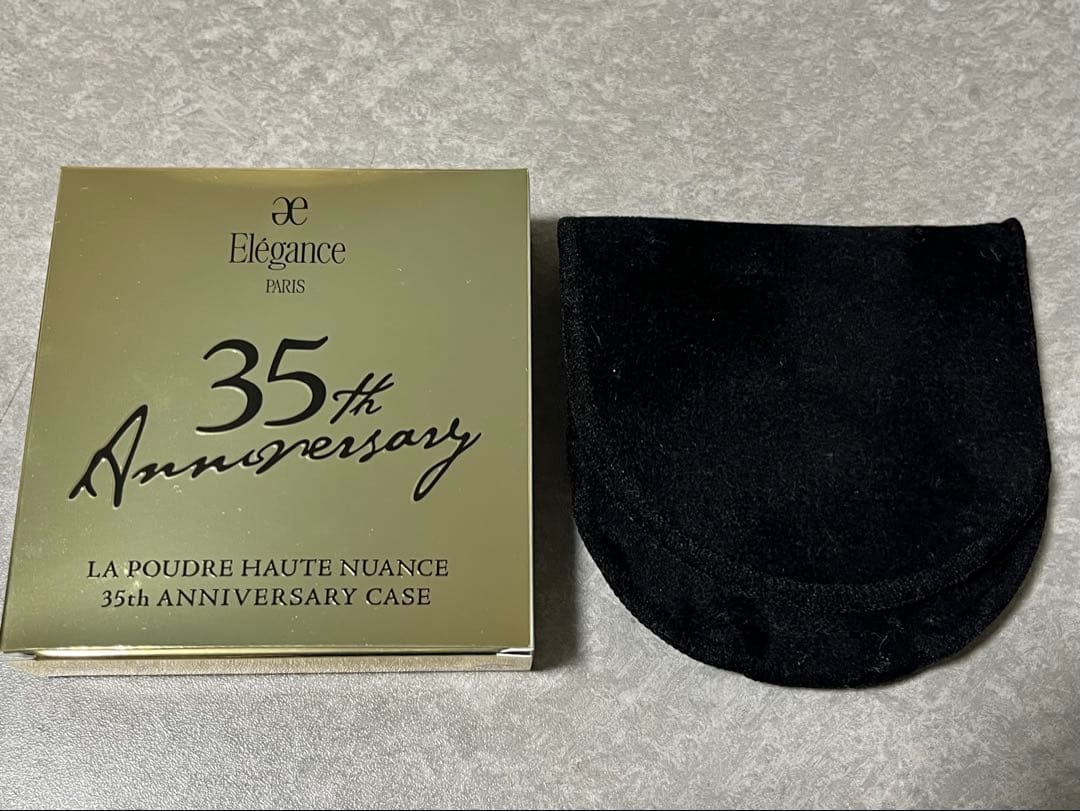 Elégance
PARIS
35th
Anniversary
LA POUDRE HAUTE NUANCE
35th ANNIVERSARY CASE